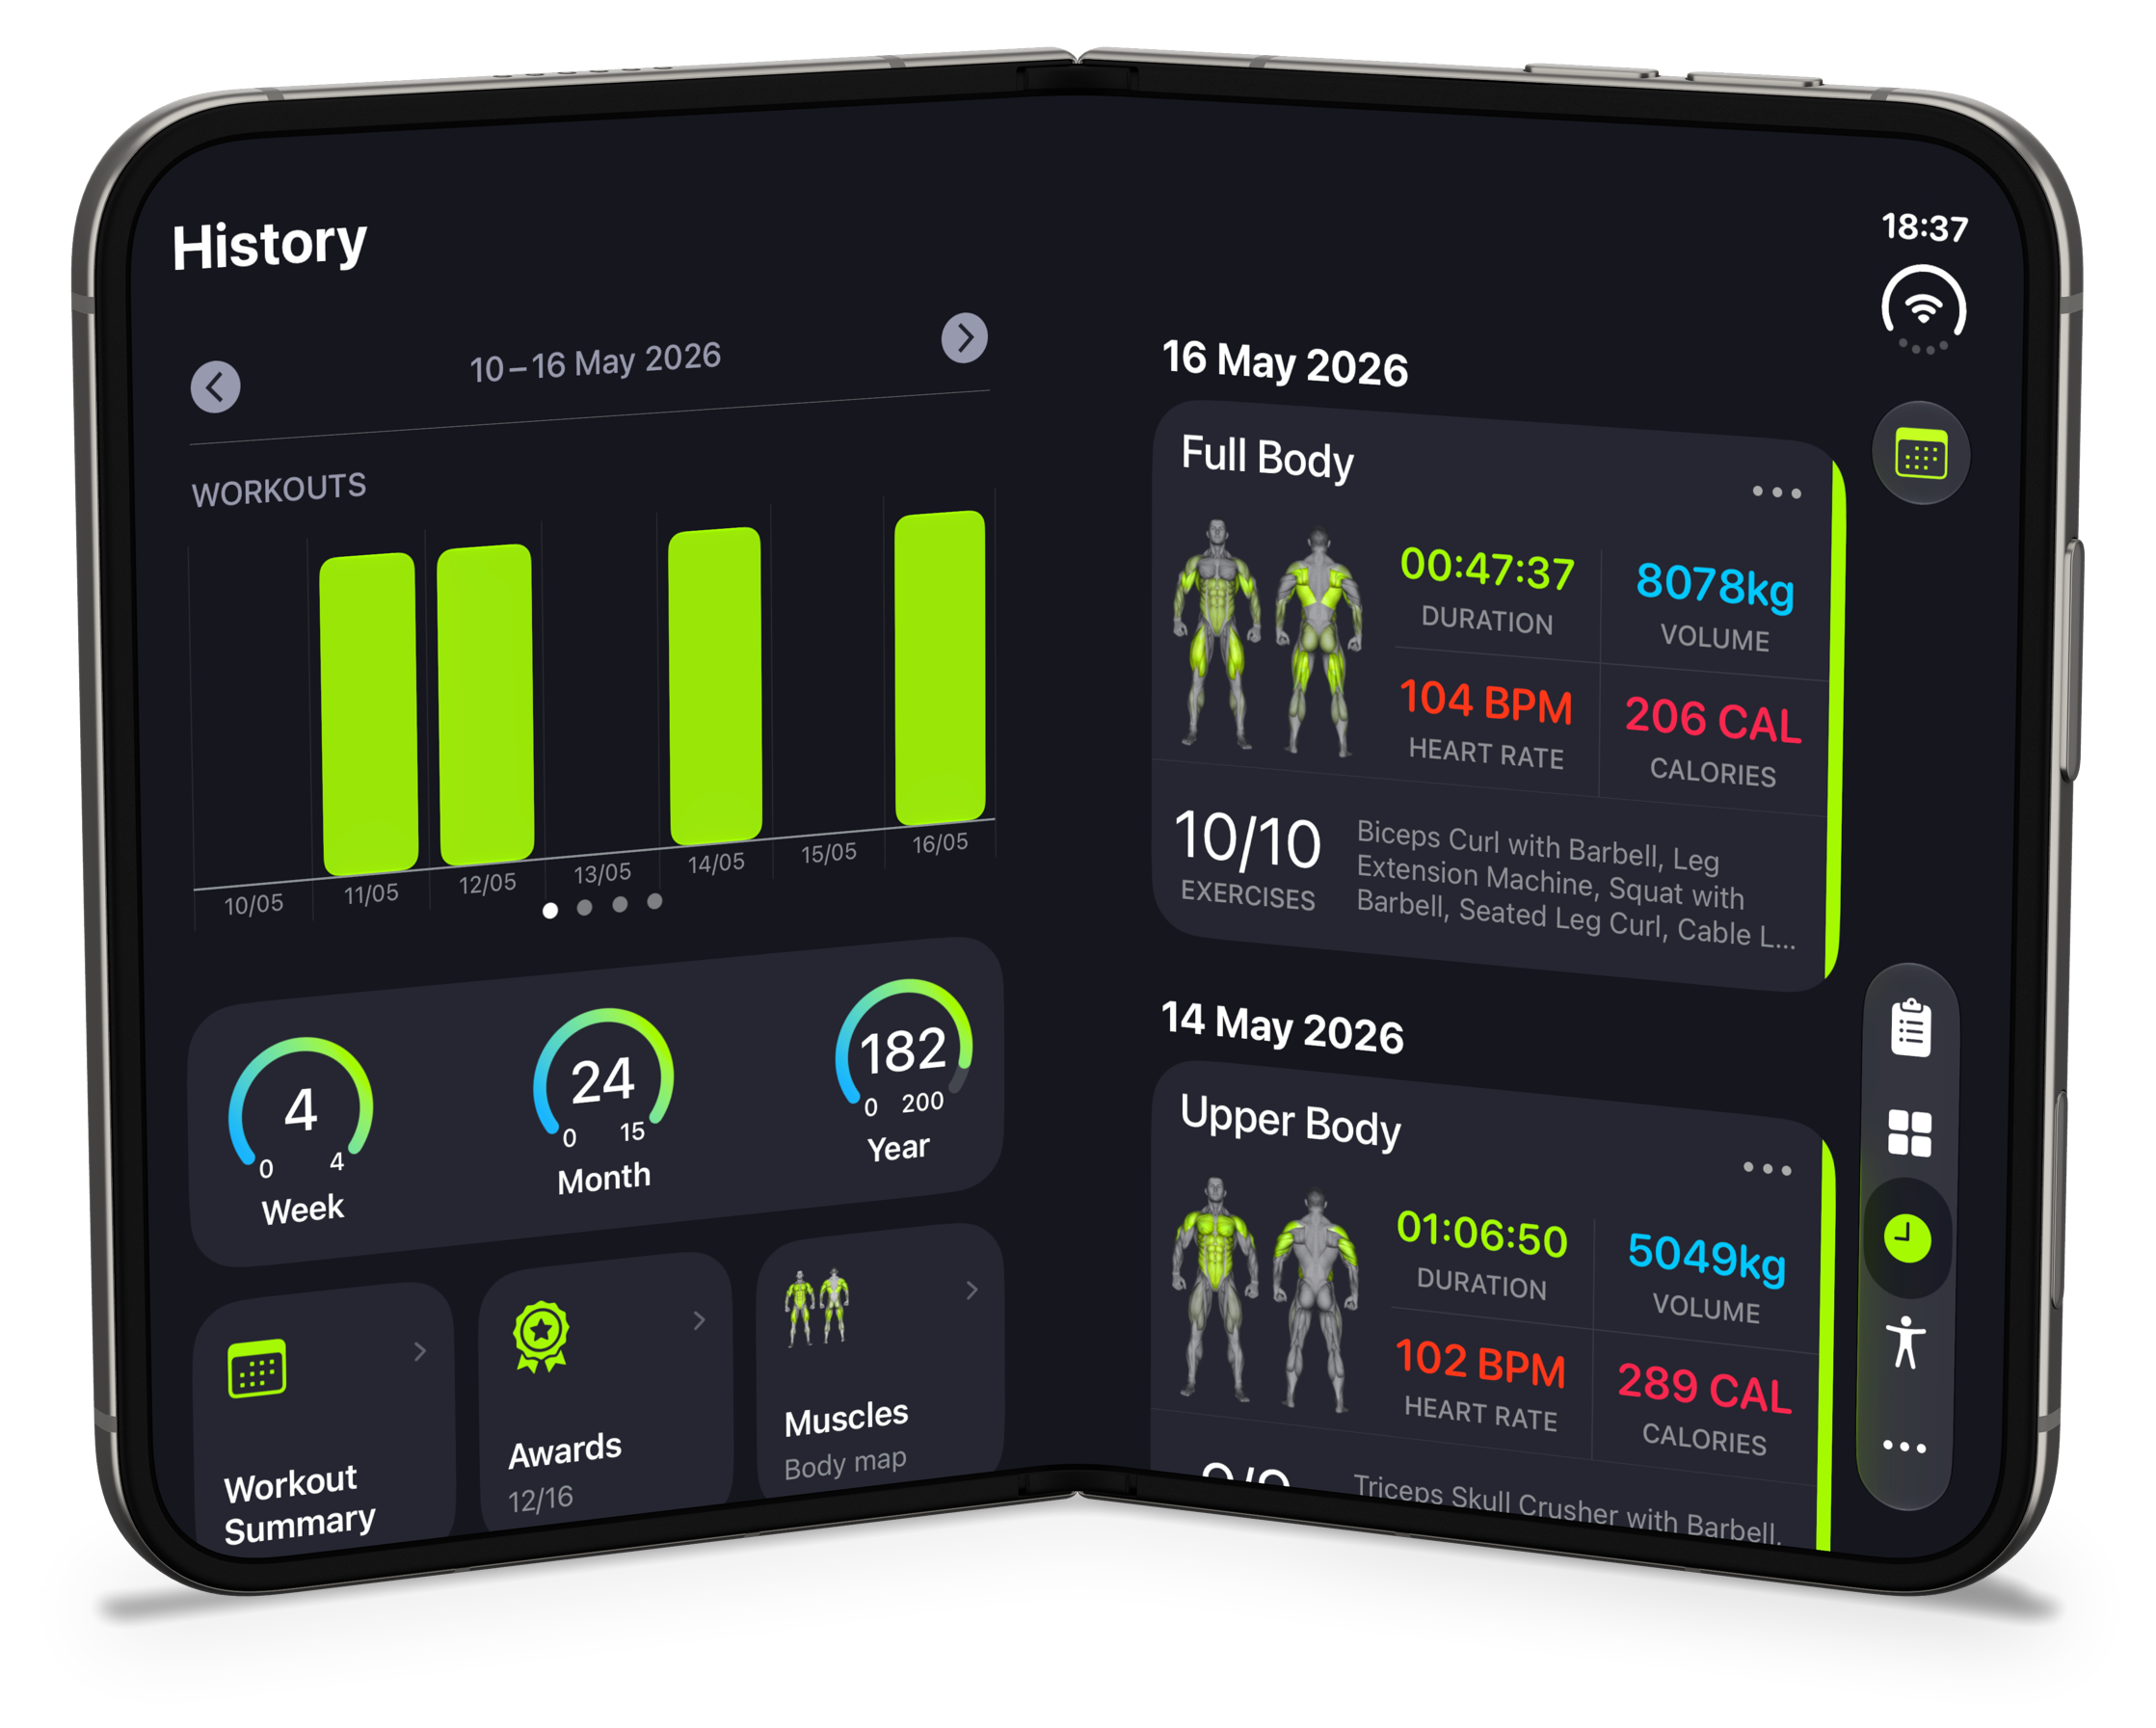 History
10–16 May 2026
WORKOUTS
10/05
11/05
12/05
13/05
14/05
15/05
16/05
4
0
4
Week
24
0
15
Month
182
0
200
Year
Workout
Summary
Awards
12/16
Muscles
Body map
18:37
16 May 2026
Full Body
00:47:37
DURATION
8078kg
VOLUME
104 BPM
HEART RATE
206 CAL
CALORIES
10/10
EXERCISES
Biceps Curl with Barbell, Leg
Extension Machine, Squat with
Barbell, Seated Leg Curl, Cable L...
14 May 2026
Upper Body
01:06:50
DURATION
5049kg
VOLUME
102 BPM
HEART RATE
289 CAL
CALORIES
9/9
Triceps Skull Crusher with Barbell,